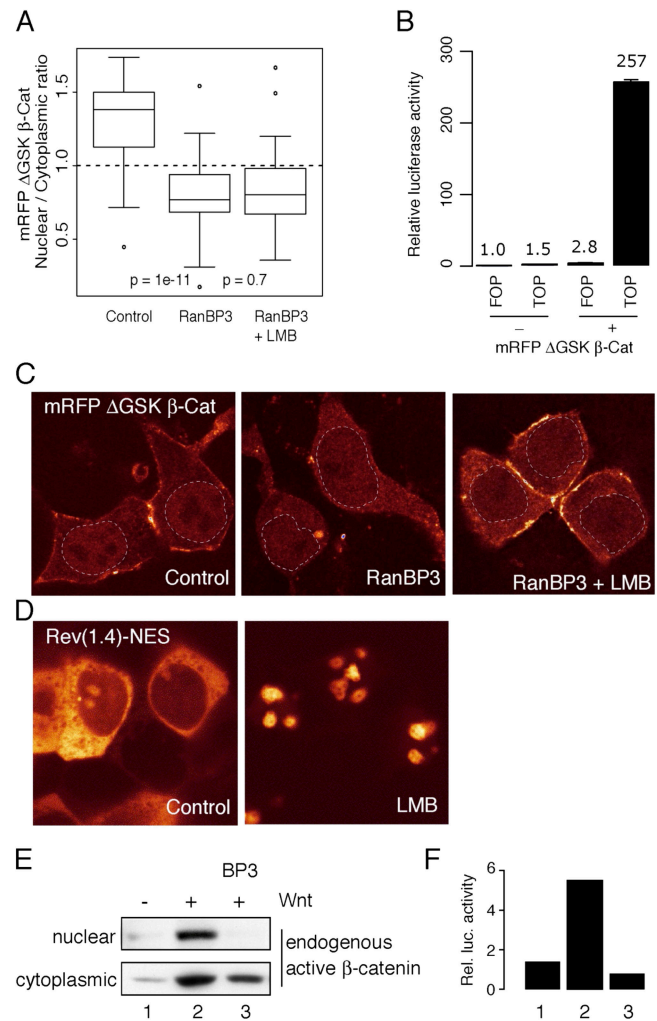 A
mRFP ΔGSK β-Cat
Nuclear / Cytoplasmic ratio
1.5
1.0
0.5
p = 1e-11
p = 0.7
Control
RanBP3
RanBP3
+ LMB
B
Relative luciferase activity
300
200
100
0
1.0
1.5
2.8
257
FOP
TOP
FOP
TOP
–
+
mRFP ΔGSK β-Cat
C
mRFP ΔGSK β-Cat
Control
RanBP3
RanBP3 + LMB
D
Rev(1.4)-NES
Control
LMB
E
BP3
-
+
+
Wnt
nuclear
cytoplasmic
endogenous
active β-catenin
1
2
3
F
Rel. luc. activity
6
4
2
0
1
2
3